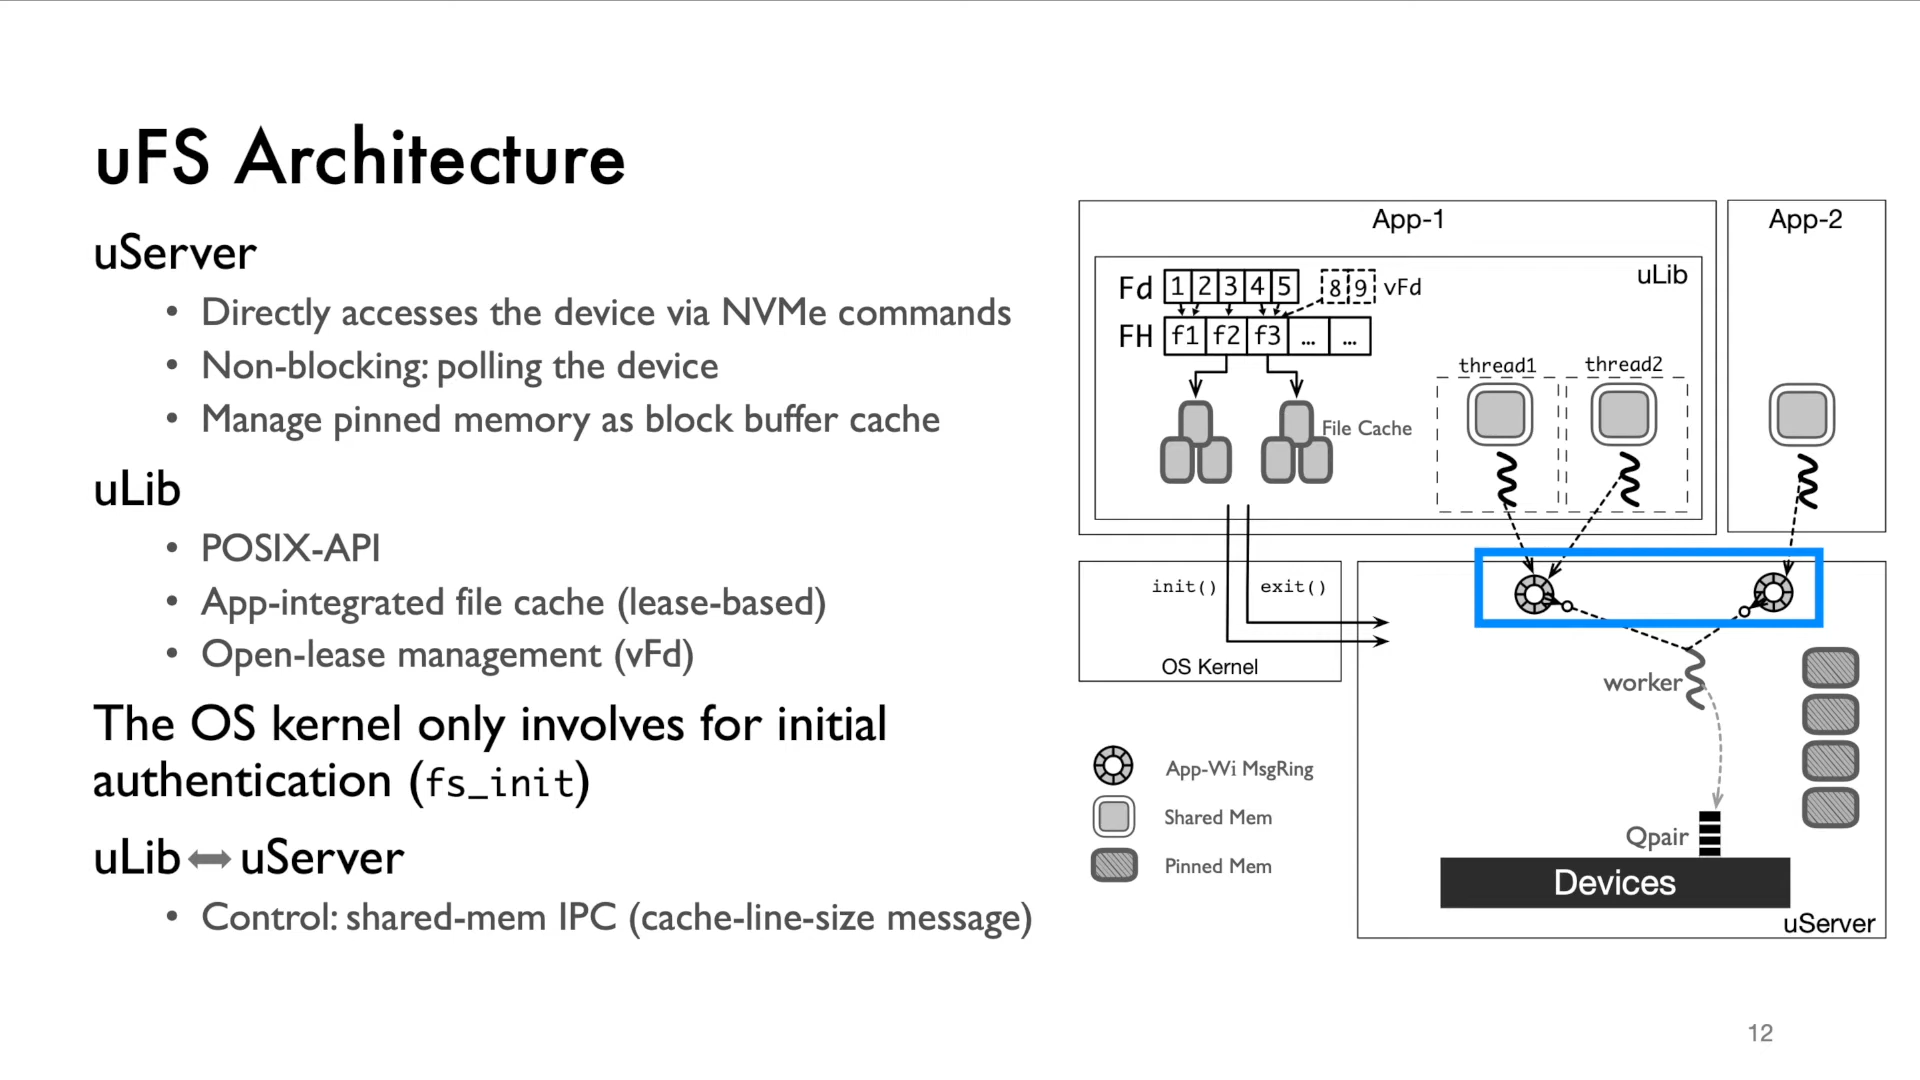 uFS Architecture
uServer
• Directly accesses the device via NVMe commands
• Non-blocking: polling the device
• Manage pinned memory as block buffer cache
uLib
• POSIX-API
• App-integrated file cache (lease-based)
• Open-lease management (vFd)
The OS kernel only involves for initial
authentication (fs_init)
uLib uServer
• Control: shared-mem IPC (cache-line-size message)
App-1
App-2
uLib
Fd 1 2 3 4 5 8 9 vFd
FH f1 f2 f3 ... ...
thread1 thread2
File Cache
init() exit()
OS Kernel
worker
App-Wi MsgRing
Shared Mem
Pinned Mem
Qpair
Devices
uServer
12